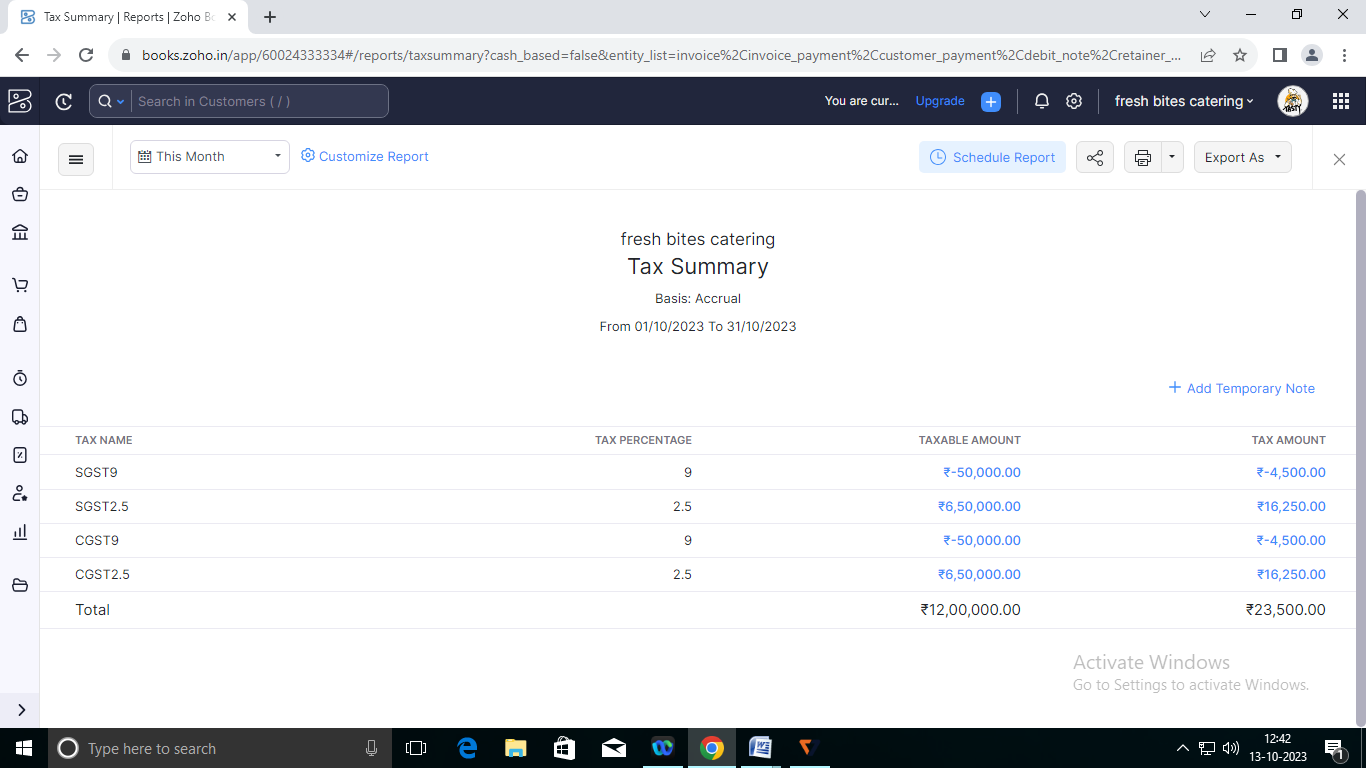 Tax Summary | Reports | Zoho Bo
books.zoho.in/app/60024333334#/reports/taxsummary?cash_based=false&entity_list=invoice%2Cinvoice_payment%2Ccustomer_payment%2Cdebit_note%2Cretainer_...
Search in Customers ( / )
You are cur... Upgrade
fresh bites catering
TASTY
This Month
Customize Report
Schedule Report
Export As
fresh bites catering
Tax Summary
Basis: Accrual
From 01/10/2023 To 31/10/2023
+ Add Temporary Note
TAX NAME TAX PERCENTAGE TAXABLE AMOUNT TAX AMOUNT
SGST9 9 ₹-50,000.00 ₹-4,500.00
SGST2.5 2.5 ₹6,50,000.00 ₹16,250.00
CGST9 9 ₹-50,000.00 ₹-4,500.00
CGST2.5 2.5 ₹6,50,000.00 ₹16,250.00
Total ₹12,00,000.00 ₹23,500.00
Activate Windows
Go to Settings to activate Windows.
Type here to search
12:42
13-10-2023
1